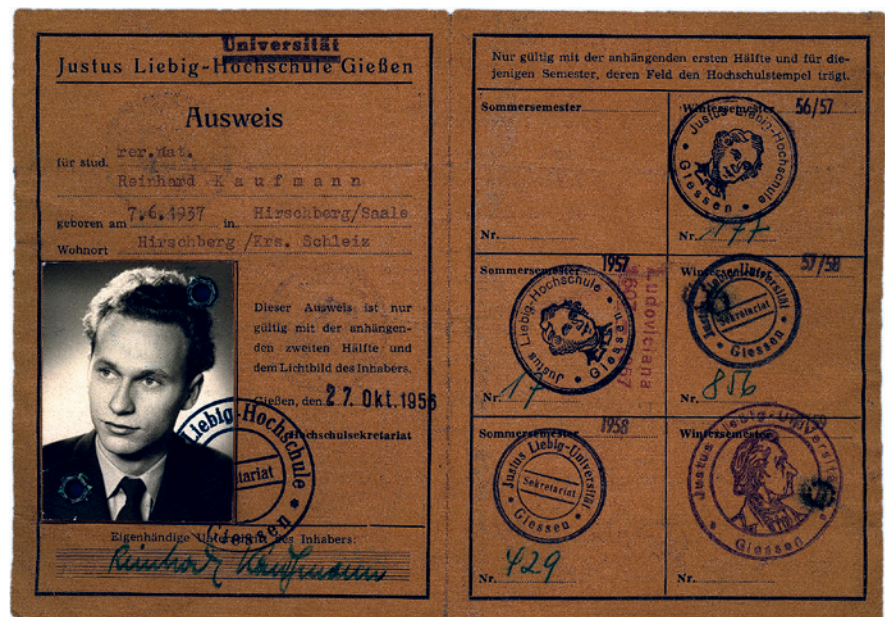 Universität
Justus Liebig-Hochschule Gießen
Ausweis
für stud. rer.nat.
Reinhard Kaufmann
geboren am 7.6.1937 in Hirschberg/Saale
Wohnort Hirschberg /Krs. Schleiz
Dieser Ausweis ist nur
gültig mit der anhängen-
den zweiten Hälfte und
dem Lichtbild des Inhabers.
Gießen, den 27. Okt. 1956
Hochschulsekretariat
Liebig-Hochschule
Giessen
Eigenhändige Unterschrift des Inhabers:
Reinhard Kaufmann
Nur gültig mit der anhängenden ersten Hälfte und für die-
jenigen Semester, deren Feld den Hochschulstempel trägt.
Sommersemester
Nr.
Wintersemester 56/57
Justus Liebig-Hochschule
Giessen
Nr. 177
Sommersemester 1957
Justus Liebig-Hochschule
Giessen
Nr. 17
Ludoviciana
Wintersemester 57/58
Justus Liebig-Universität
Sekretariat
Giessen
Nr. 856
Sommersemester 1958
Justus Liebig-Universität
Sekretariat
Giessen
Nr. 429
Wintersemester
Justus Liebig-Universität
Giessen
Nr.